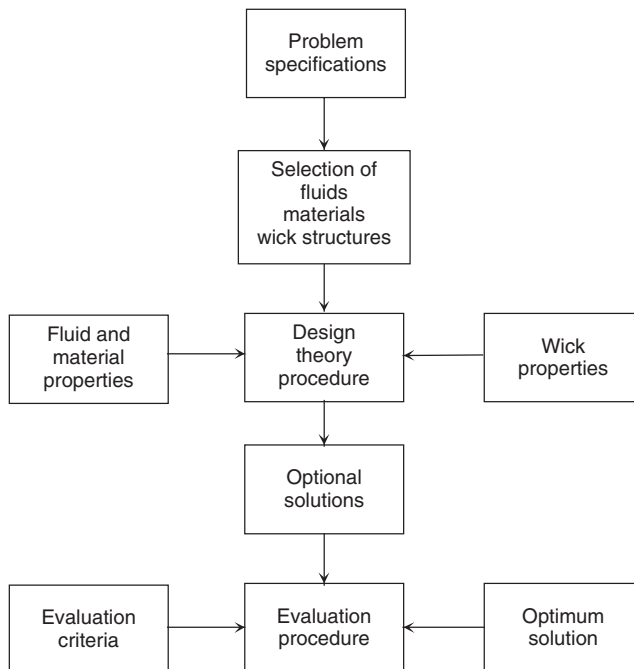 Problem
specifications
Selection of
fluids
materials
wick structures
Fluid and
material
properties
Design
theory
procedure
Wick
properties
Optional
solutions
Evaluation
criteria
Evaluation
procedure
Optimum
solution